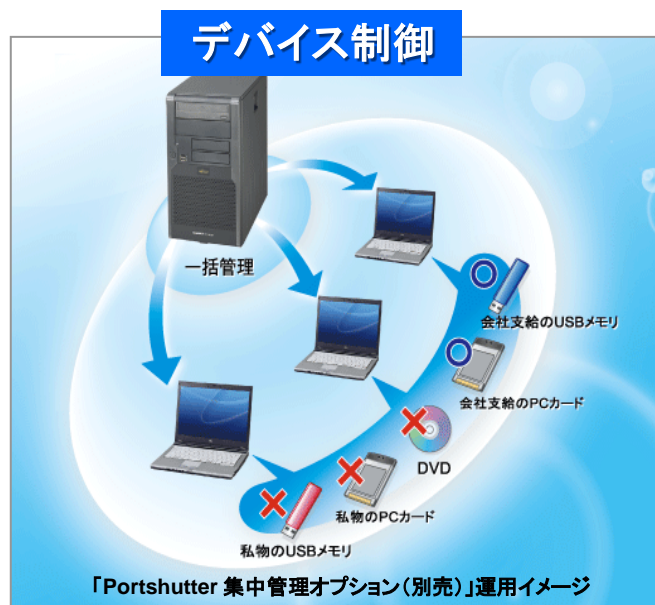 デバイス制御
一括管理
会社支給のUSBメモリ
会社支給のPCカード
DVD
私物のPCカード
私物のUSBメモリ
「Portshutter 集中管理オプション（別売）」運用イメージ